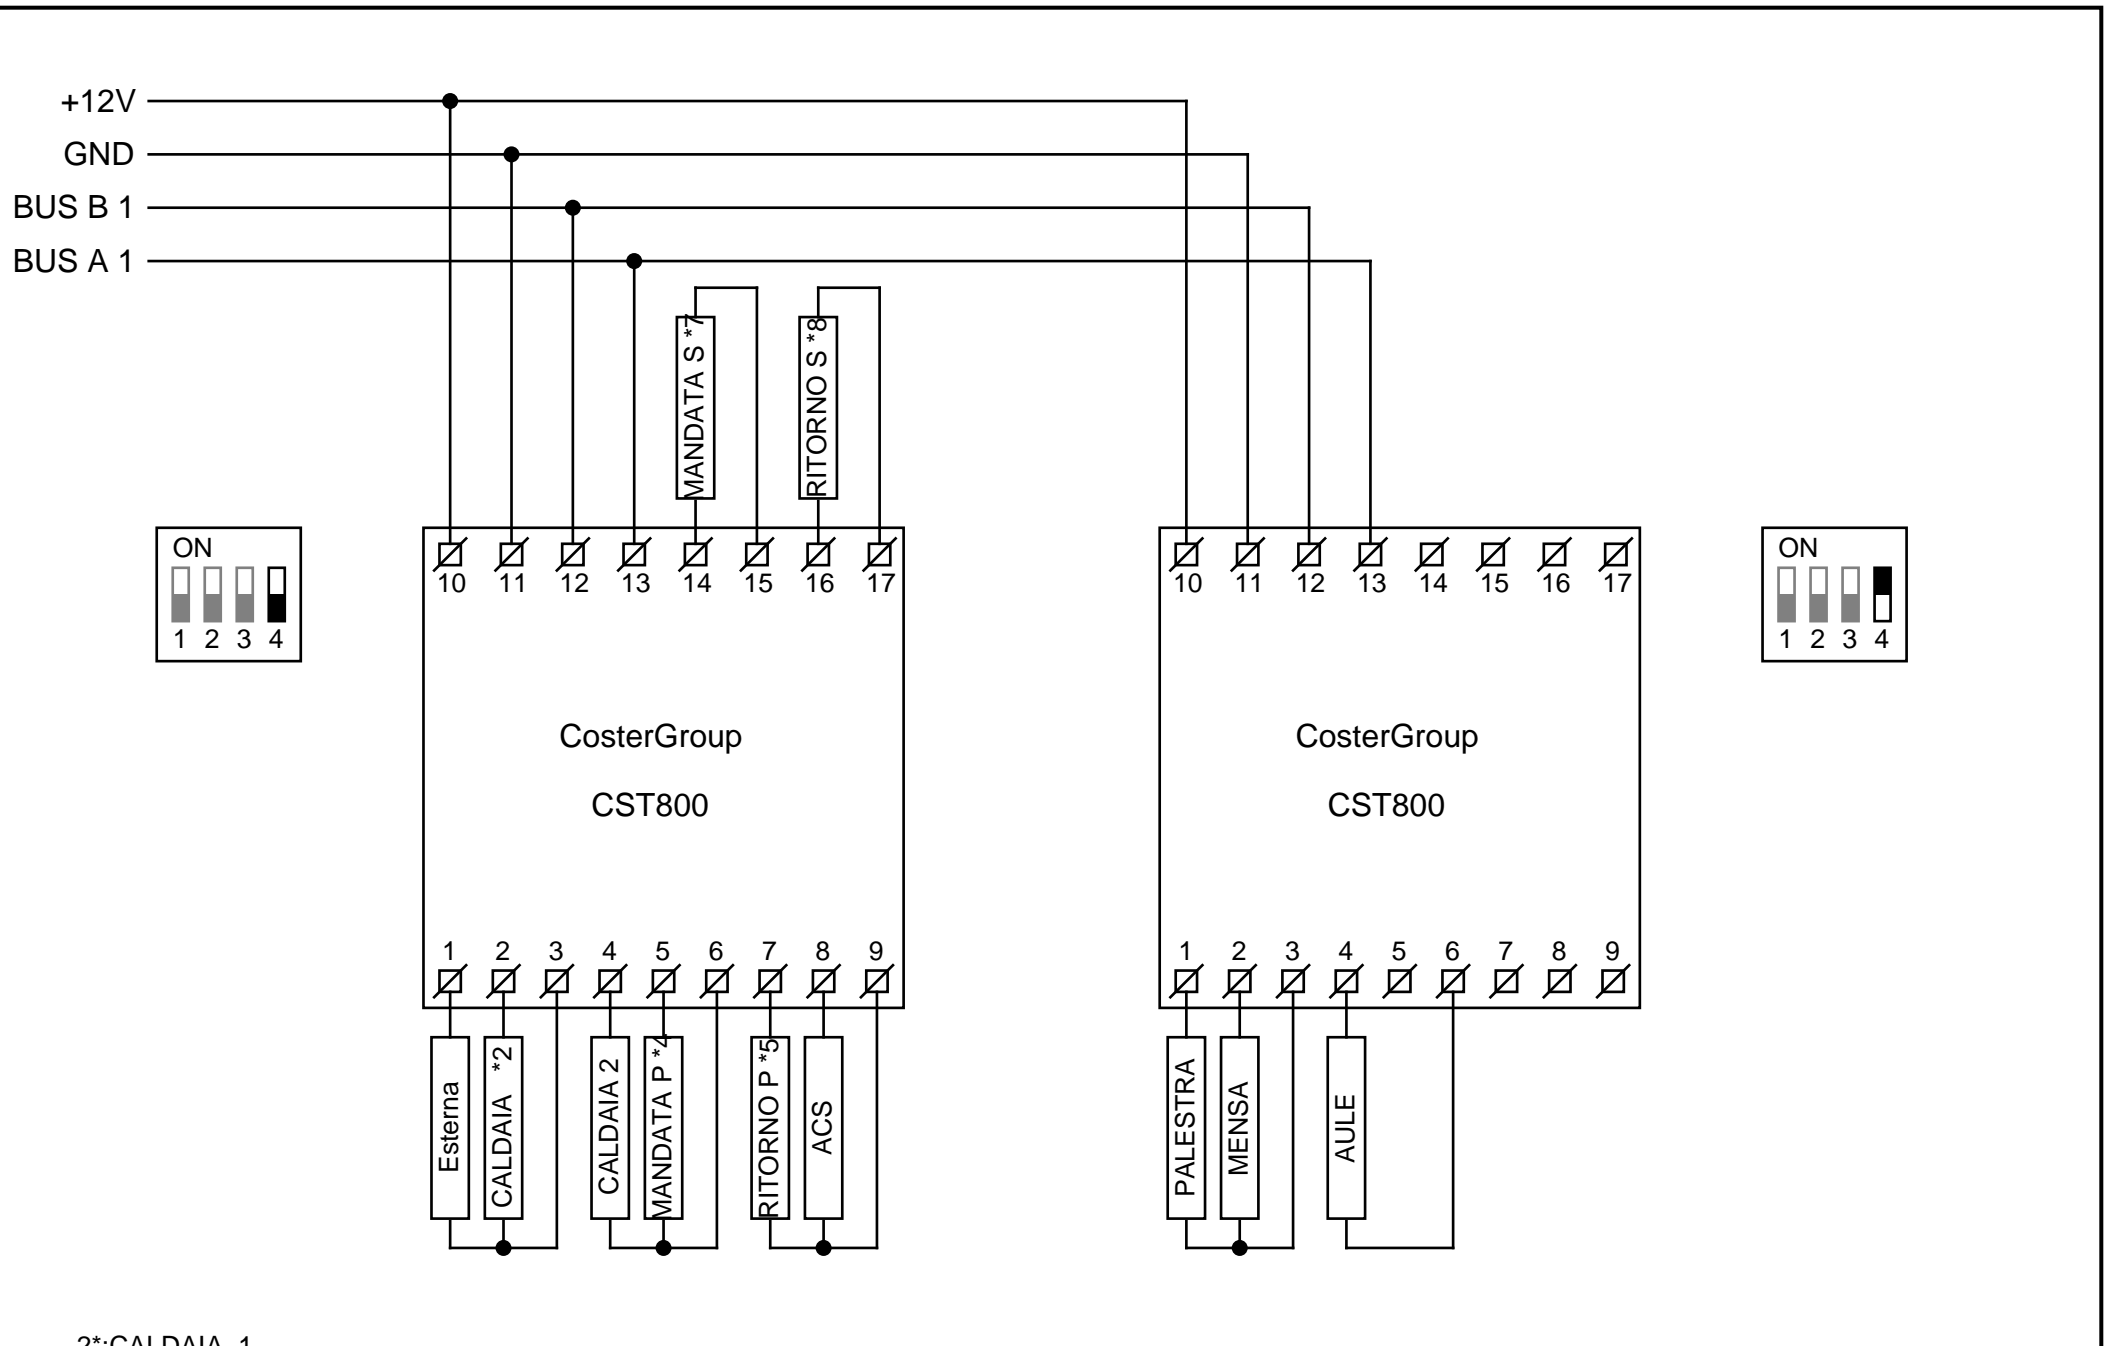 +12V
GND
BUS B 1
BUS A 1
MANDATA S *7
RITORNO S *8
ON
1 2 3 4
10 11 12 13 14 15 16 17
10 11 12 13 14 15 16 17
ON
1 2 3 4
CosterGroup
CST800
CosterGroup
CST800
1 2 3 4 5 6 7 8 9
1 2 3 4 5 6 7 8 9
Esterna
CALDAIA *2
CALDAIA 2
MANDATA P *4
RITORNO P *5
ACS
PALESTRA
MENSA
AULE
2*:CALDAIA 1